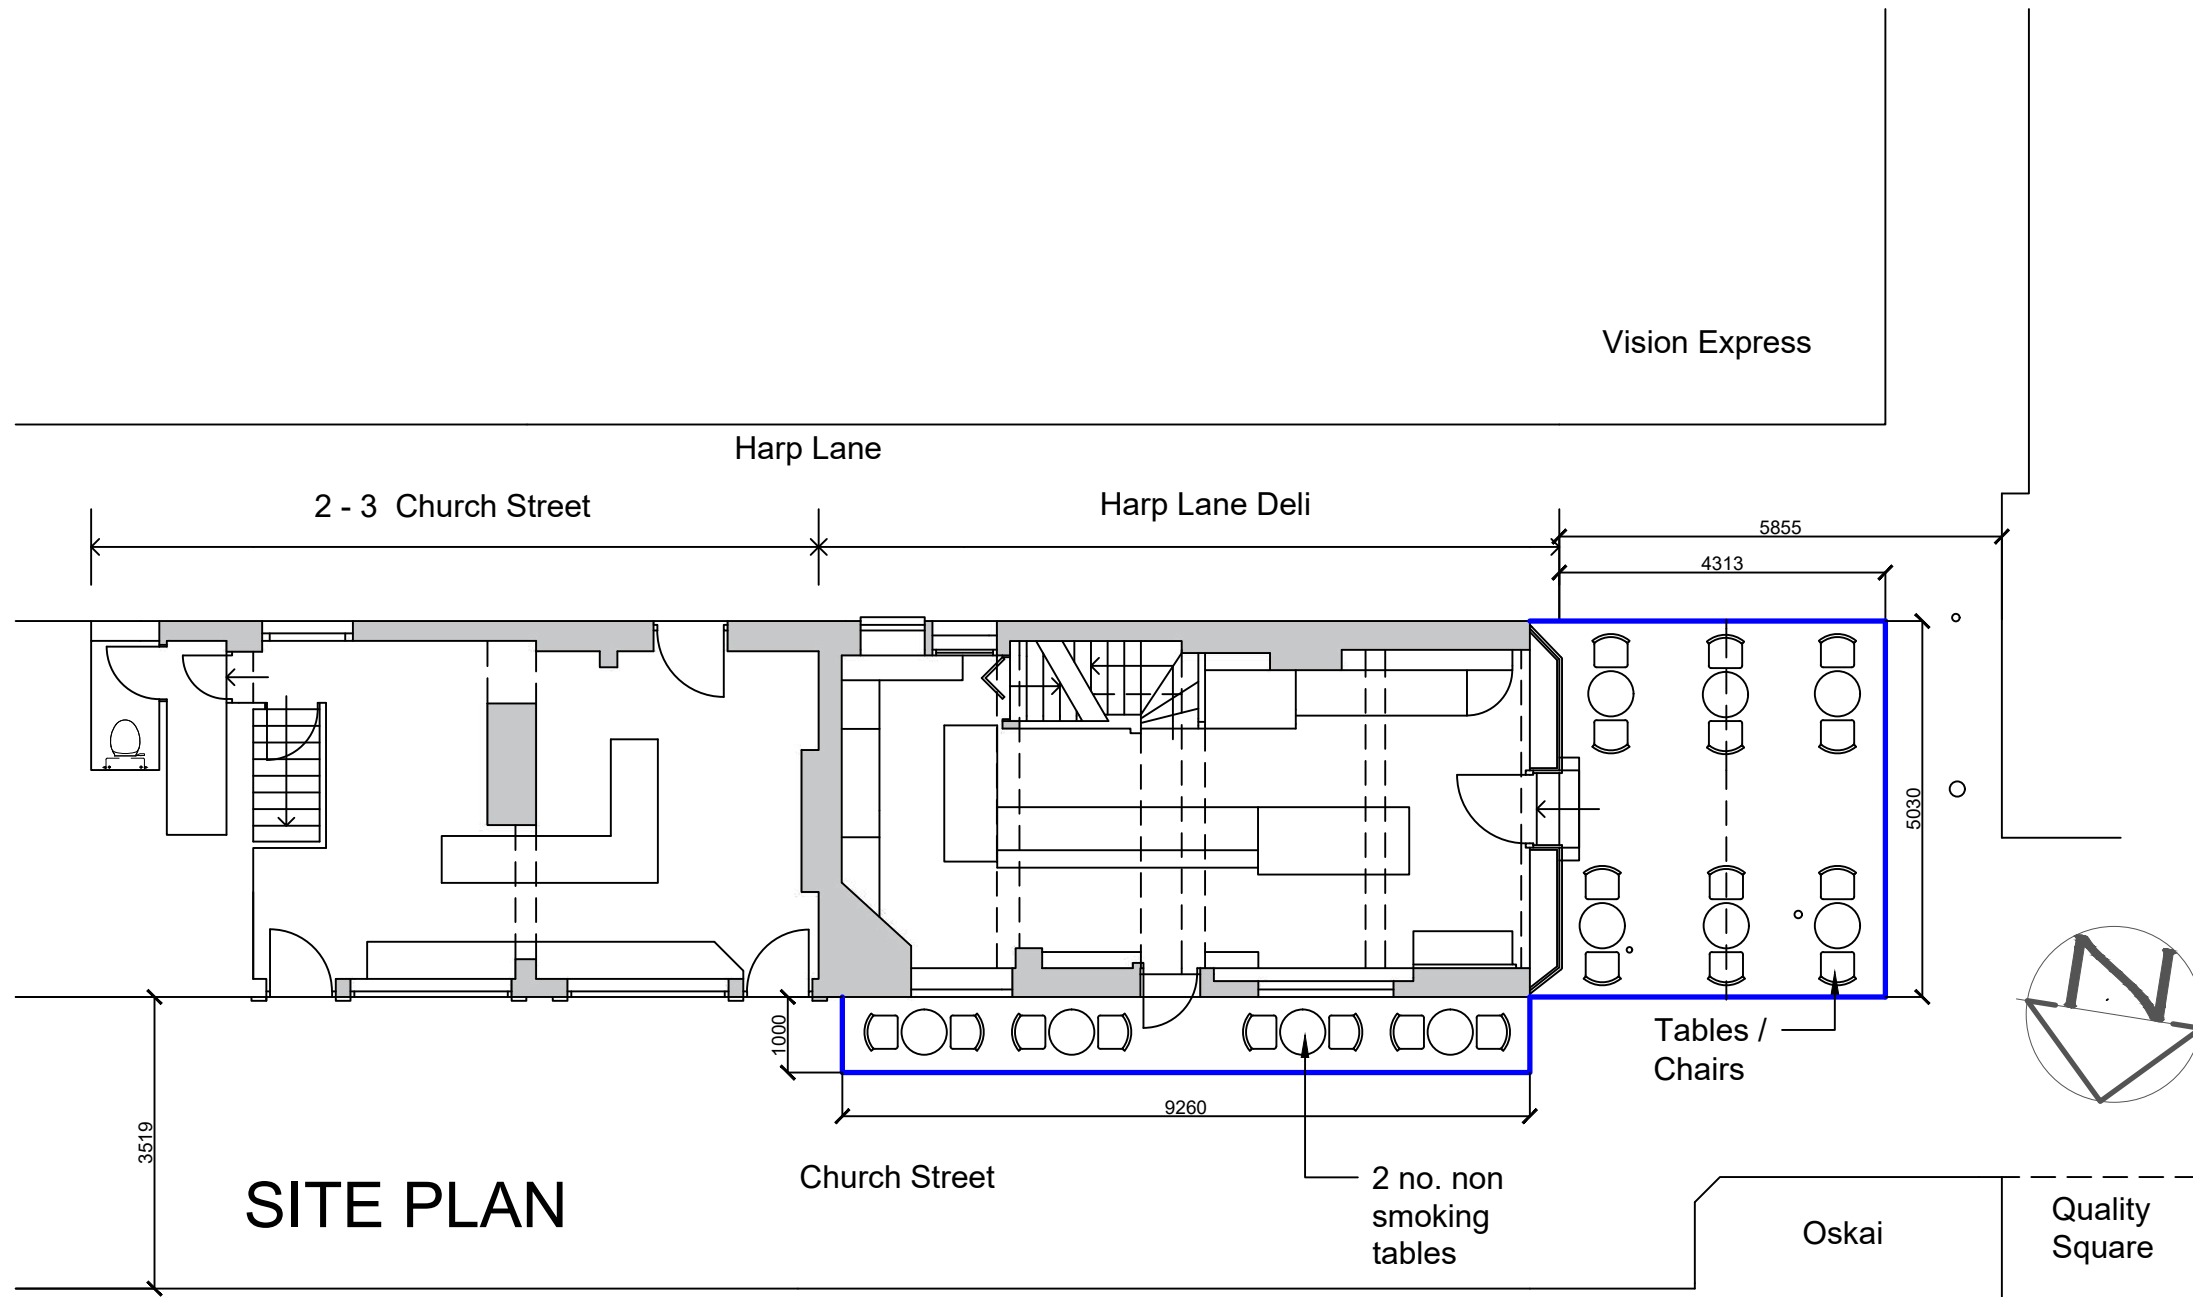 Vision Express
Harp Lane
2 - 3 Church Street
Harp Lane Deli
5855
4313
5030
1000
9260
3519
Tables /
Chairs
N
Church Street
2 no. non
smoking
tables
SITE PLAN
Oskai
Quality
Square